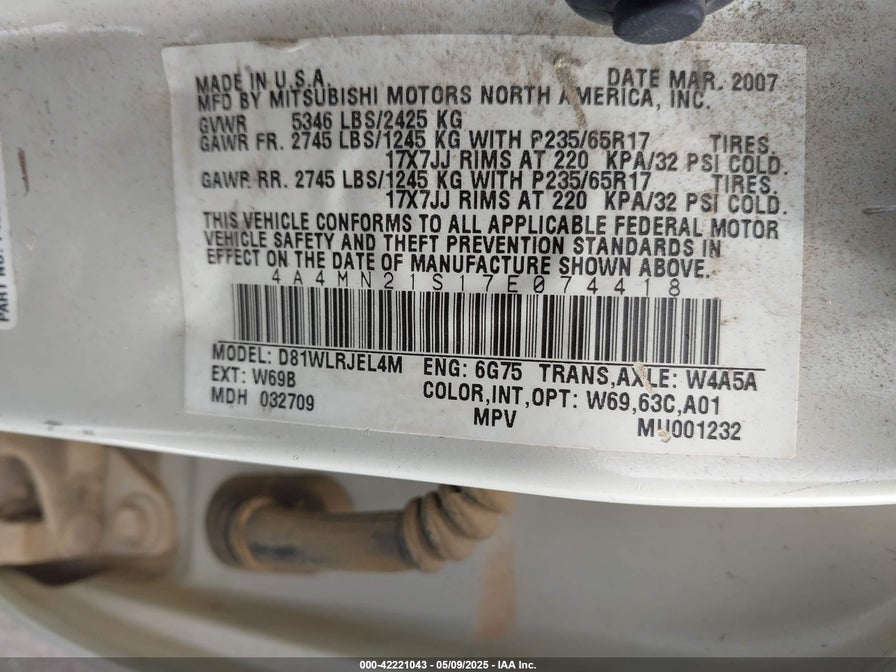 MADE IN U.S.A. DATE MAR. 2007
MFD BY MITSUBISHI MOTORS NORTH AMERICA, INC.
GVWR 5346 LBS/2425 KG
GAWR FR. 2745 LBS/1245 KG WITH P235/65R17 TIRES.
17X7JJ RIMS AT 220 KPA/32 PSI COLD.
GAWR RR. 2745 LBS/1245 KG WITH P235/65R17 TIRES.
17X7JJ RIMS AT 220 KPA/32 PSI COLD.
THIS VEHICLE CONFORMS TO ALL APPLICABLE FEDERAL MOTOR
VEHICLE SAFETY AND THEFT PREVENTION STANDARDS IN
EFFECT ON THE DATE OF MANUFACTURE SHOWN ABOVE.
4A4MN21S17E074418
MODEL: D81WLRJEL4M ENG: 6G75 TRANS,AXLE: W4A5A
EXT: W69B COLOR,INT,OPT: W69,63C,A01
MDH 032709 MPV MU001232
PART NO.
000-42221043 - 05/09/2025 - IAA Inc.